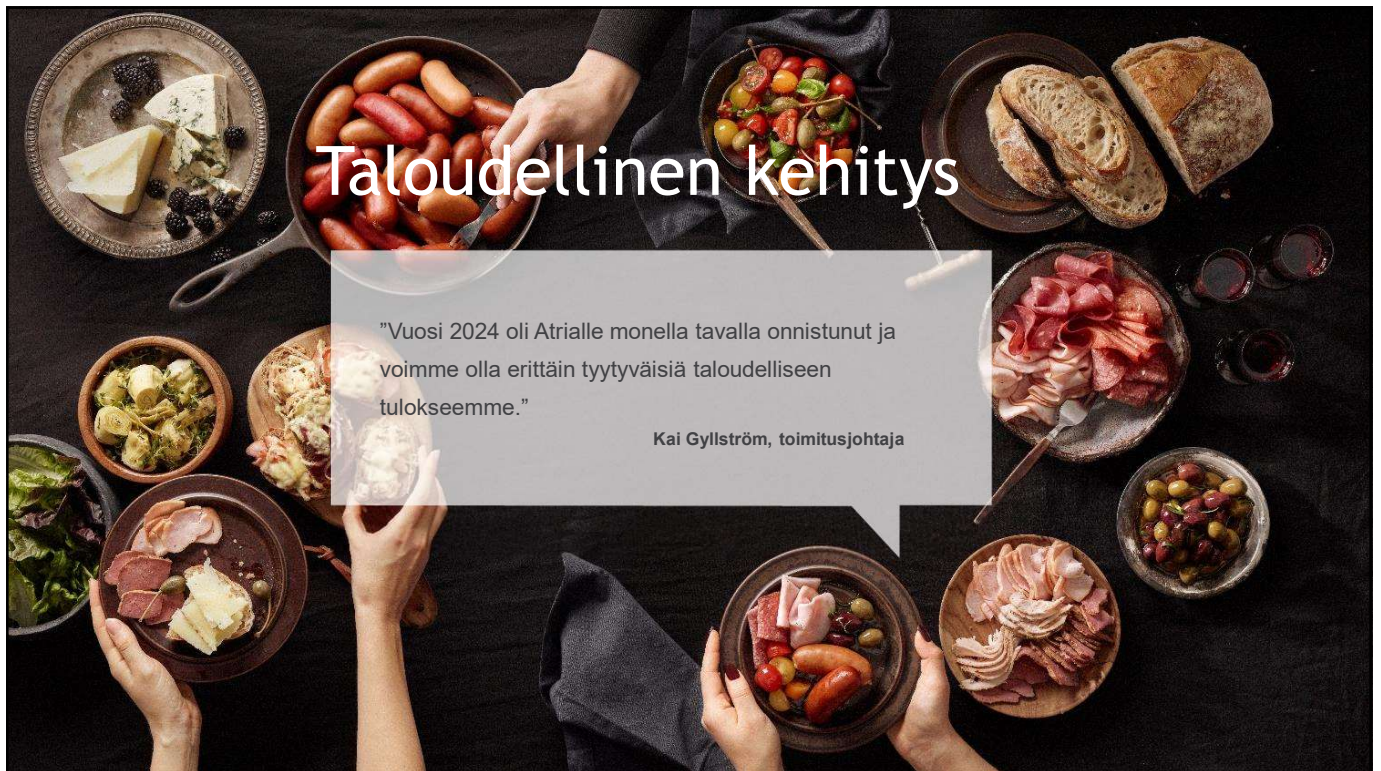 Taloudellinen kehitys
”Vuosi 2024 oli Atrialle monella tavalla onnistunut ja
voimme olla erittäin tyytyväisiä taloudelliseen
tulokseemme.”
Kai Gyllström, toimitusjohtaja